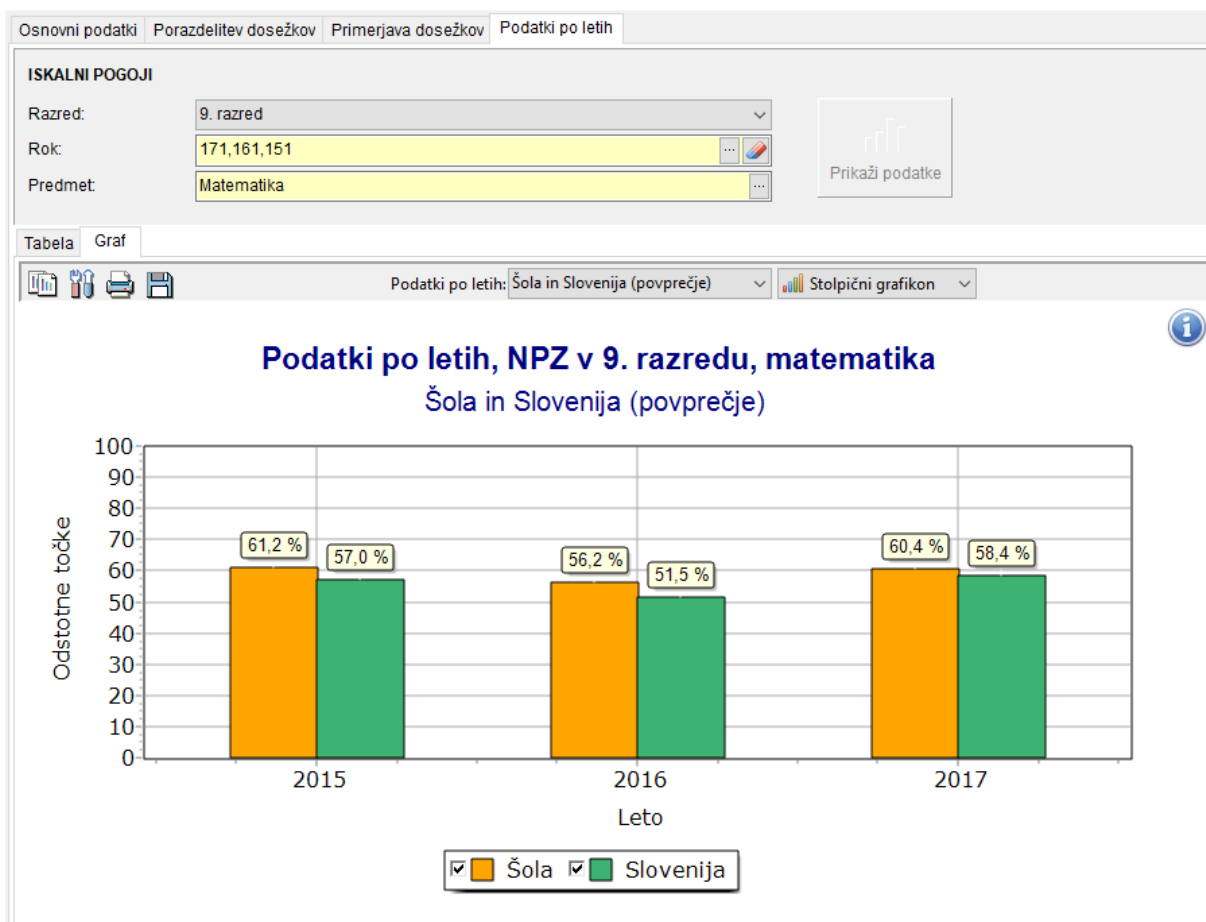 Osnovni podatki Porazdelitev dosežkov Primerjava dosežkov Podatki po letih
ISKALNI POGOJI
Razred: 9. razred
Rok: 171,161,151 ...
Predmet: Matematika ...
Prikaži podatke
Tabela Graf
Podatki po letih: Šola in Slovenija (povprečje) Stolpični grafikon
Podatki po letih, NPZ v 9. razredu, matematika
Šola in Slovenija (povprečje)
Odstotne točke
100
90
80
70
60
50
40
30
20
10
0
61,2 % 57,0 % 56,2 % 51,5 % 60,4 % 58,4 %
2015 2016 2017
Leto
Šola Slovenija